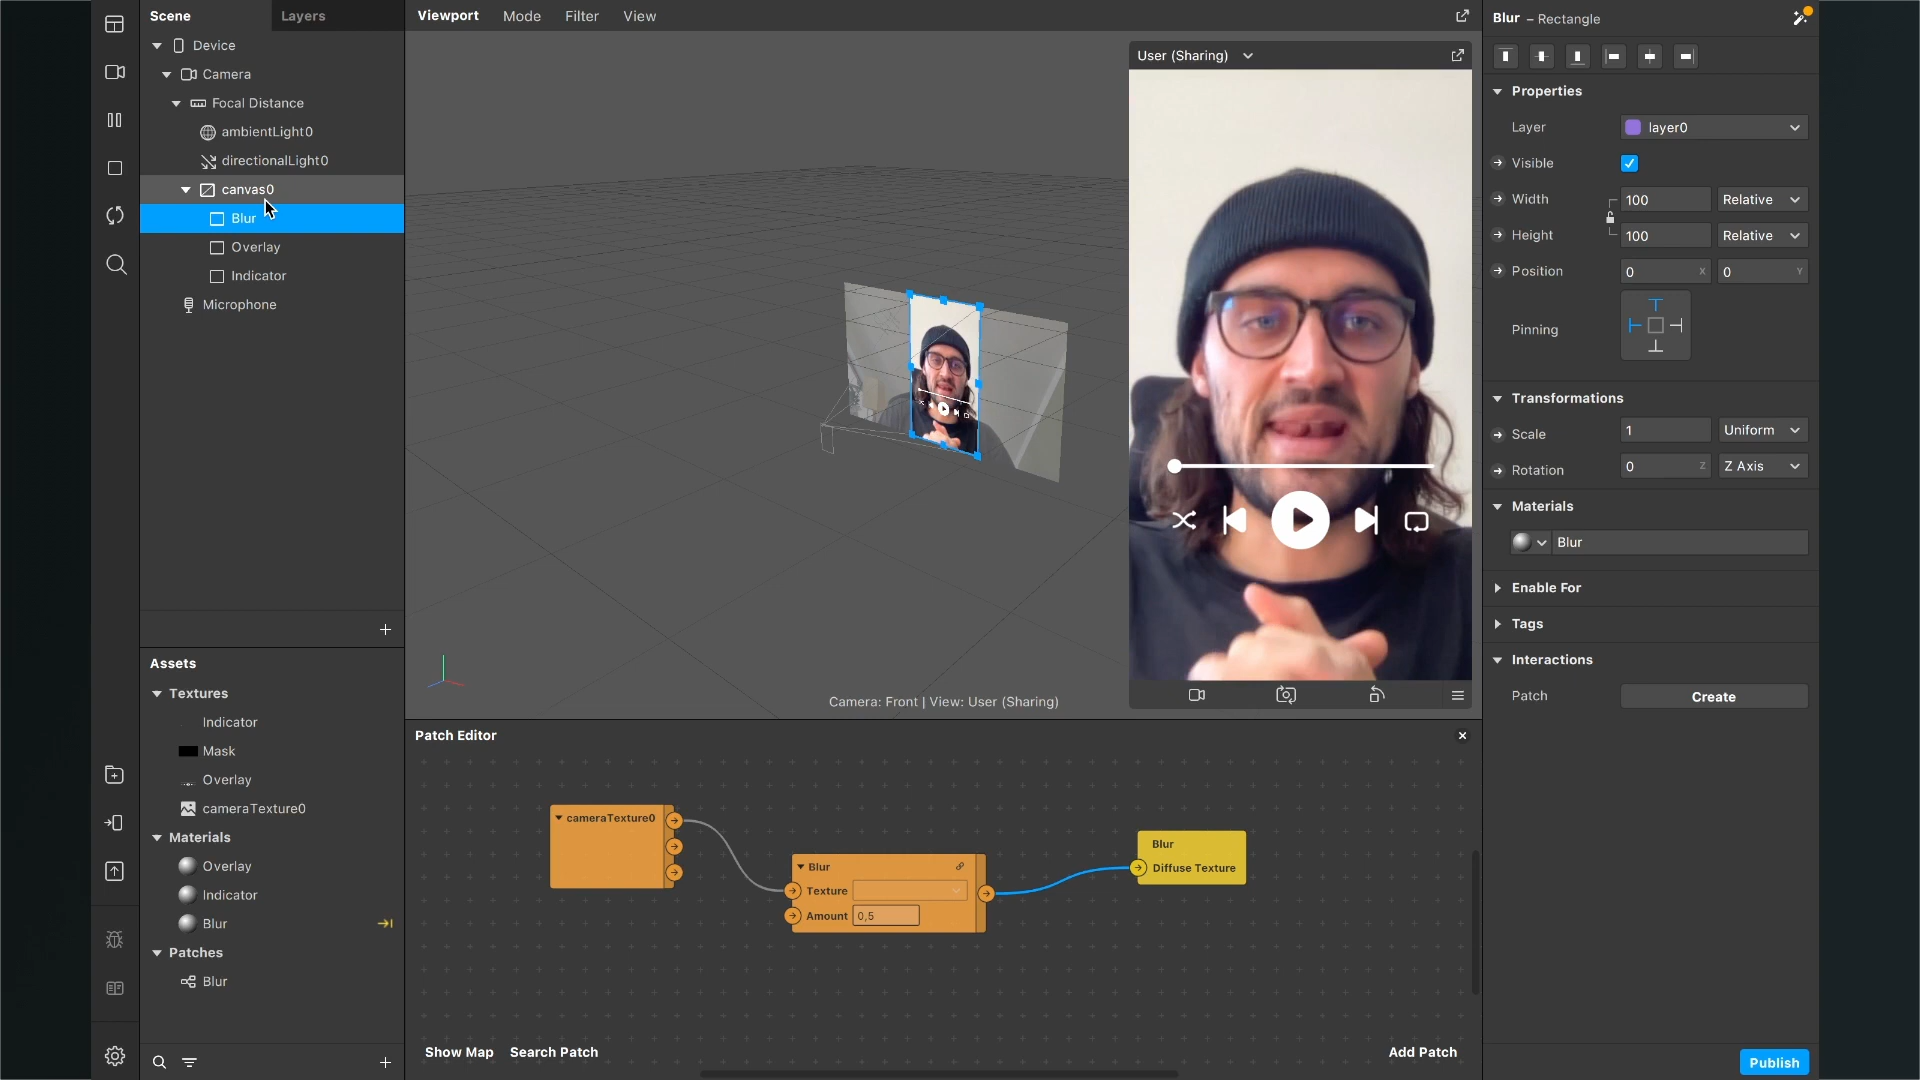 Scene
Layers
Device
Camera
Focal Distance
ambientLight0
directionalLight0
canvas0
Blur
Overlay
Indicator
Microphone
Assets
Textures
Indicator
Mask
Overlay
cameraTexture0
Materials
Overlay
Indicator
Blur
Patches
Blur
Viewport Mode Filter View
User (Sharing)
Camera: Front | View: User (Sharing)
Patch Editor
cameraTexture0
Blur
Texture
Amount 0,5
Blur
Diffuse Texture
Show Map Search Patch
Add Patch
Blur – Rectangle
Properties
Layer layer0
Visible
Width 100 Relative
Height 100 Relative
Position 0 X 0 Y
Pinning
Transformations
Scale 1 Uniform
Rotation 0 Z Z Axis
Materials
Blur
Enable For
Tags
Interactions
Patch Create
Publish